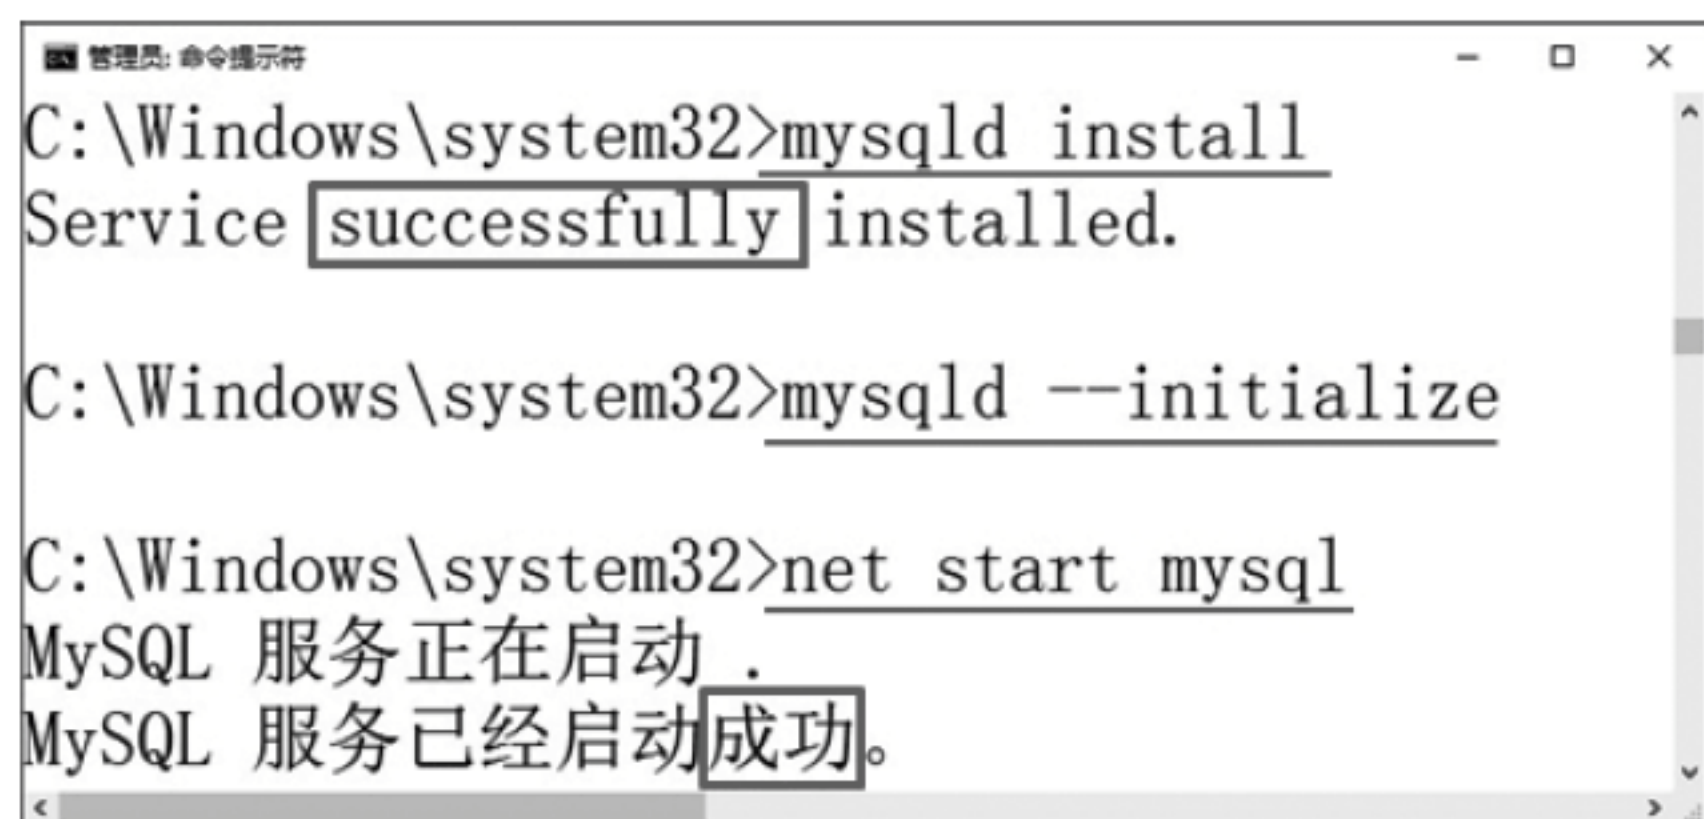 管理员: 命令提示符
C:\Windows\system32>mysqld install
Service successfully installed.
C:\Windows\system32>mysqld --initialize
C:\Windows\system32>net start mysql
MySQL 服务正在启动 .
MySQL 服务已经启动成功。